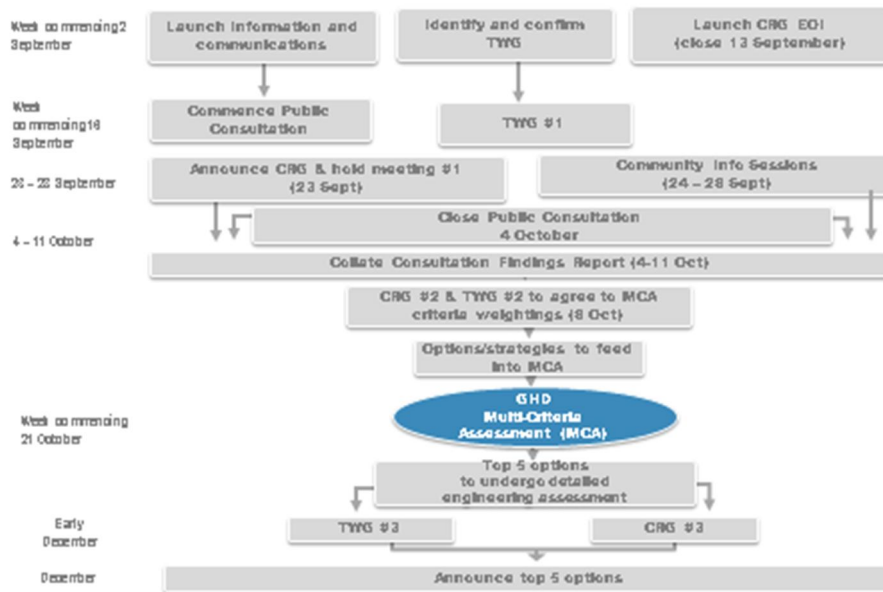 Week commencing 2
September
Launch Information and
communications
Identify and confirm
TWG
Launch CRG EOI
(close 13 September)
Week
commencing 16
September
Commence Public
Consultation
TWG #1
23 – 28 September
Announce CRG & hold meeting #1
(23 Sept)
Community Info Sessions
(24 – 28 Sept)
4 – 11 October
Close Public Consultation
4 October
Collate Consultation Findings Report (4-11 Oct)
CRG #2 & TWG #2 to agree to MCA
criteria weightings (8 Oct)
Options/strategies to feed
into MCA
Week commencing
21 October
GHD
Multi-Criteria
Assessment (MCA)
Top 5 options
to undergo detailed
engineering assessment
Early
December
TWG #3
CRG #3
December
Announce top 5 options